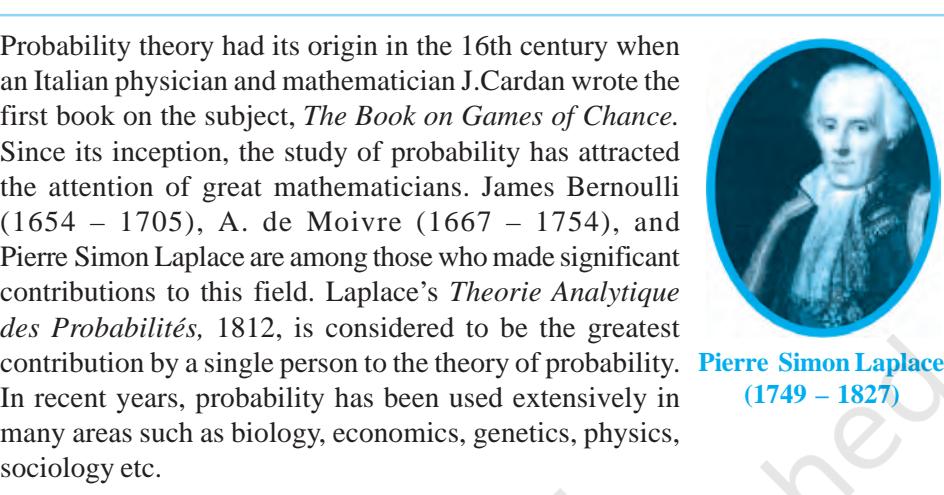 Probability theory had its origin in the 16th century when
an Italian physician and mathematician J.Cardan wrote the
first book on the subject, The Book on Games of Chance.
Since its inception, the study of probability has attracted
the attention of great mathematicians. James Bernoulli
(1654 – 1705), A. de Moivre (1667 – 1754), and
Pierre Simon Laplace are among those who made significant
contributions to this field. Laplace's Theorie Analytique
des Probabilités, 1812, is considered to be the greatest
contribution by a single person to the theory of probability.
In recent years, probability has been used extensively in
many areas such as biology, economics, genetics, physics,
sociology etc.
Pierre Simon Laplace
(1749 – 1827)